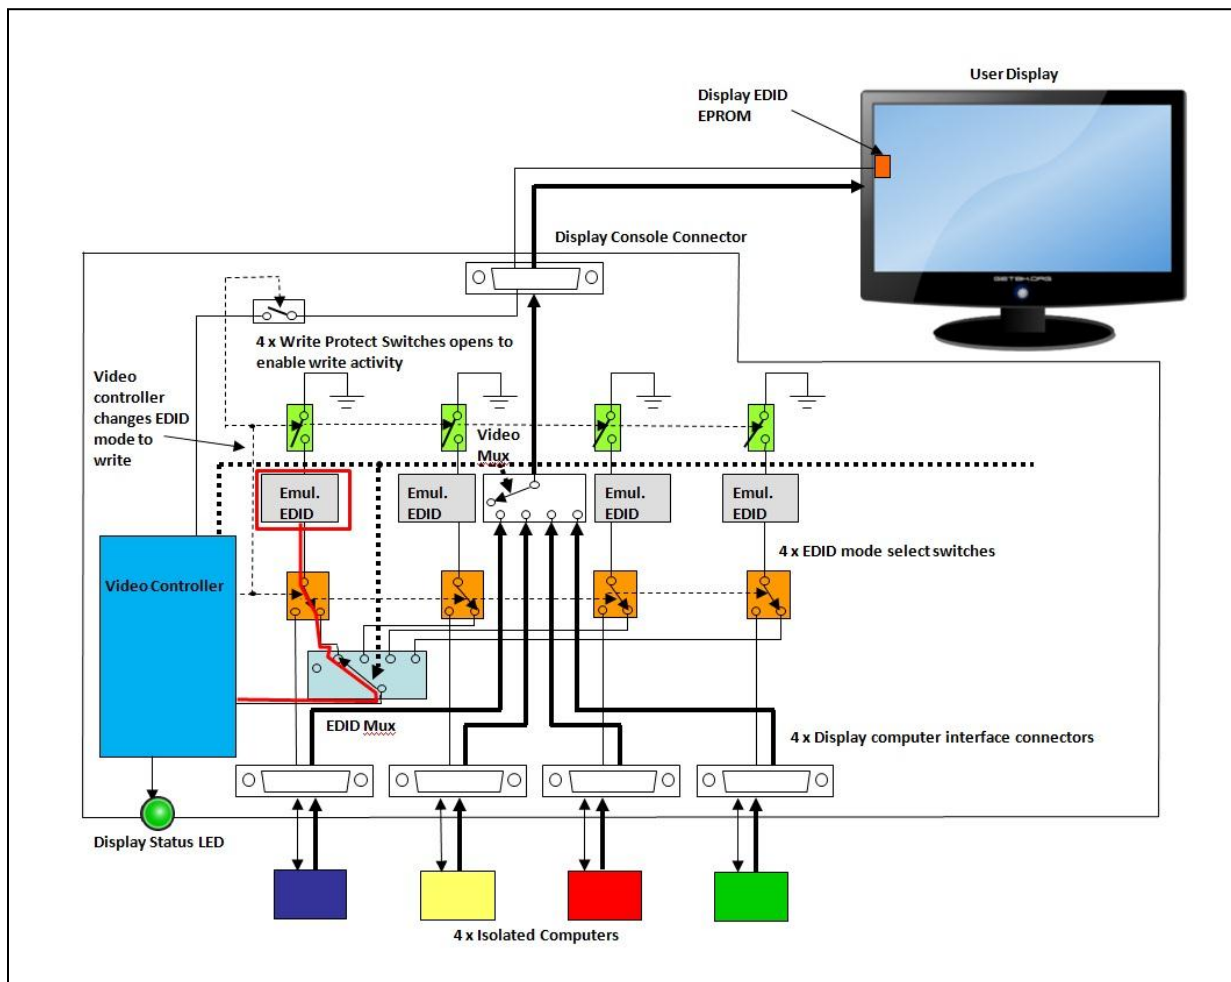 User Display
Display EDID
EPROM
Display Console Connector
4 x Write Protect Switches opens to
enable write activity
Video
controller
changes EDID
mode to
write
Video
Mux
Emul.
EDID
Emul.
EDID
Emul.
EDID
Emul.
EDID
4 x EDID mode select switches
Video Controller
EDID Mux
4 x Display computer interface connectors
Display Status LED
4 x Isolated Computers